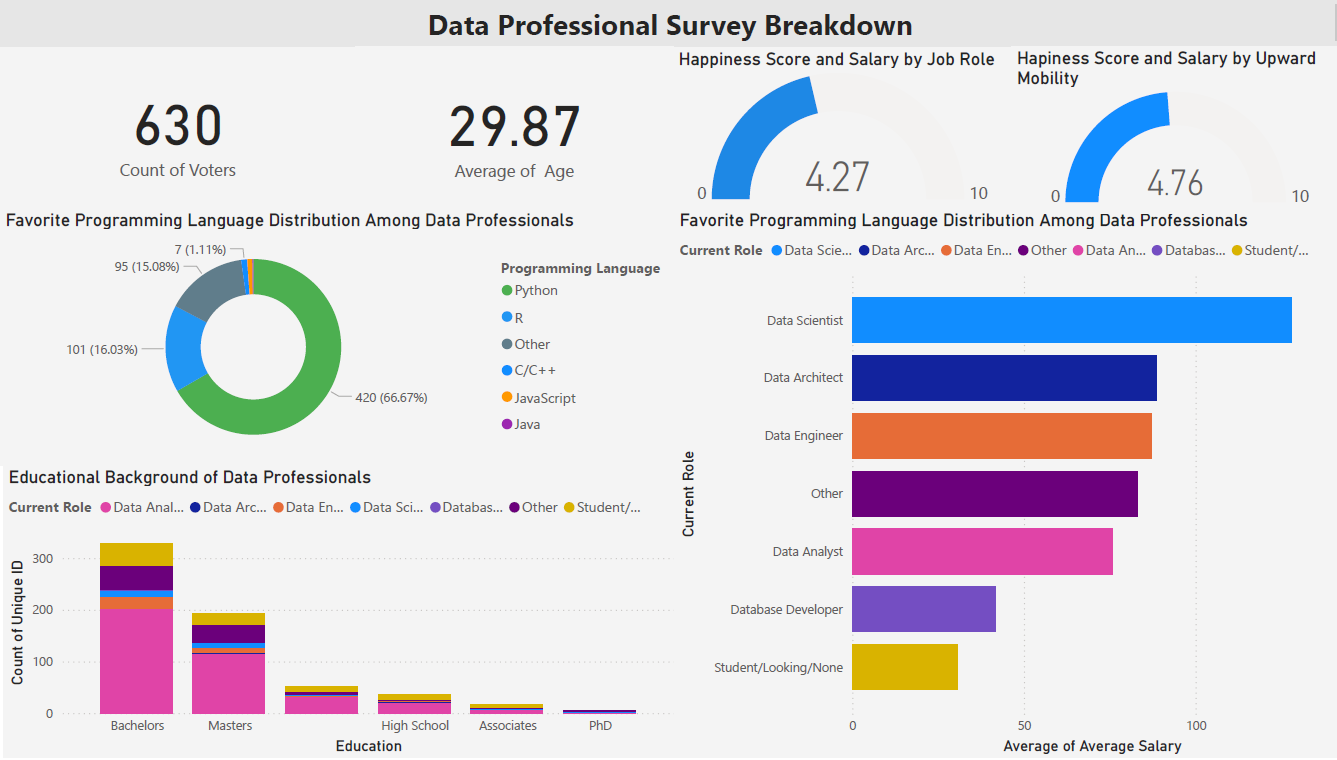 Data Professional Survey Breakdown
630
Count of Voters
29.87
Average of Age
Happiness Score and Salary by Job Role
4.27
0
10
Hapiness Score and Salary by Upward
Mobility
4.76
0
10
Favorite Programming Language Distribution Among Data Professionals
7 (1.11%)
95 (15.08%)
101 (16.03%)
420 (66.67%)
Programming Language
Python
R
Other
C/C++
JavaScript
Java
Educational Background of Data Professionals
Current Role Data Anal... Data Arc... Data En... Data Sci... Databas... Other Student/...
Count of Unique ID
300
200
100
0
Bachelors Masters High School Associates PhD
Education
Favorite Programming Language Distribution Among Data Professionals
Current Role Data Scie... Data Arc... Data En... Other Data An... Databas... Student/...
Current Role
Data Scientist
Data Architect
Data Engineer
Other
Data Analyst
Database Developer
Student/Looking/None
0 50 100
Average of Average Salary